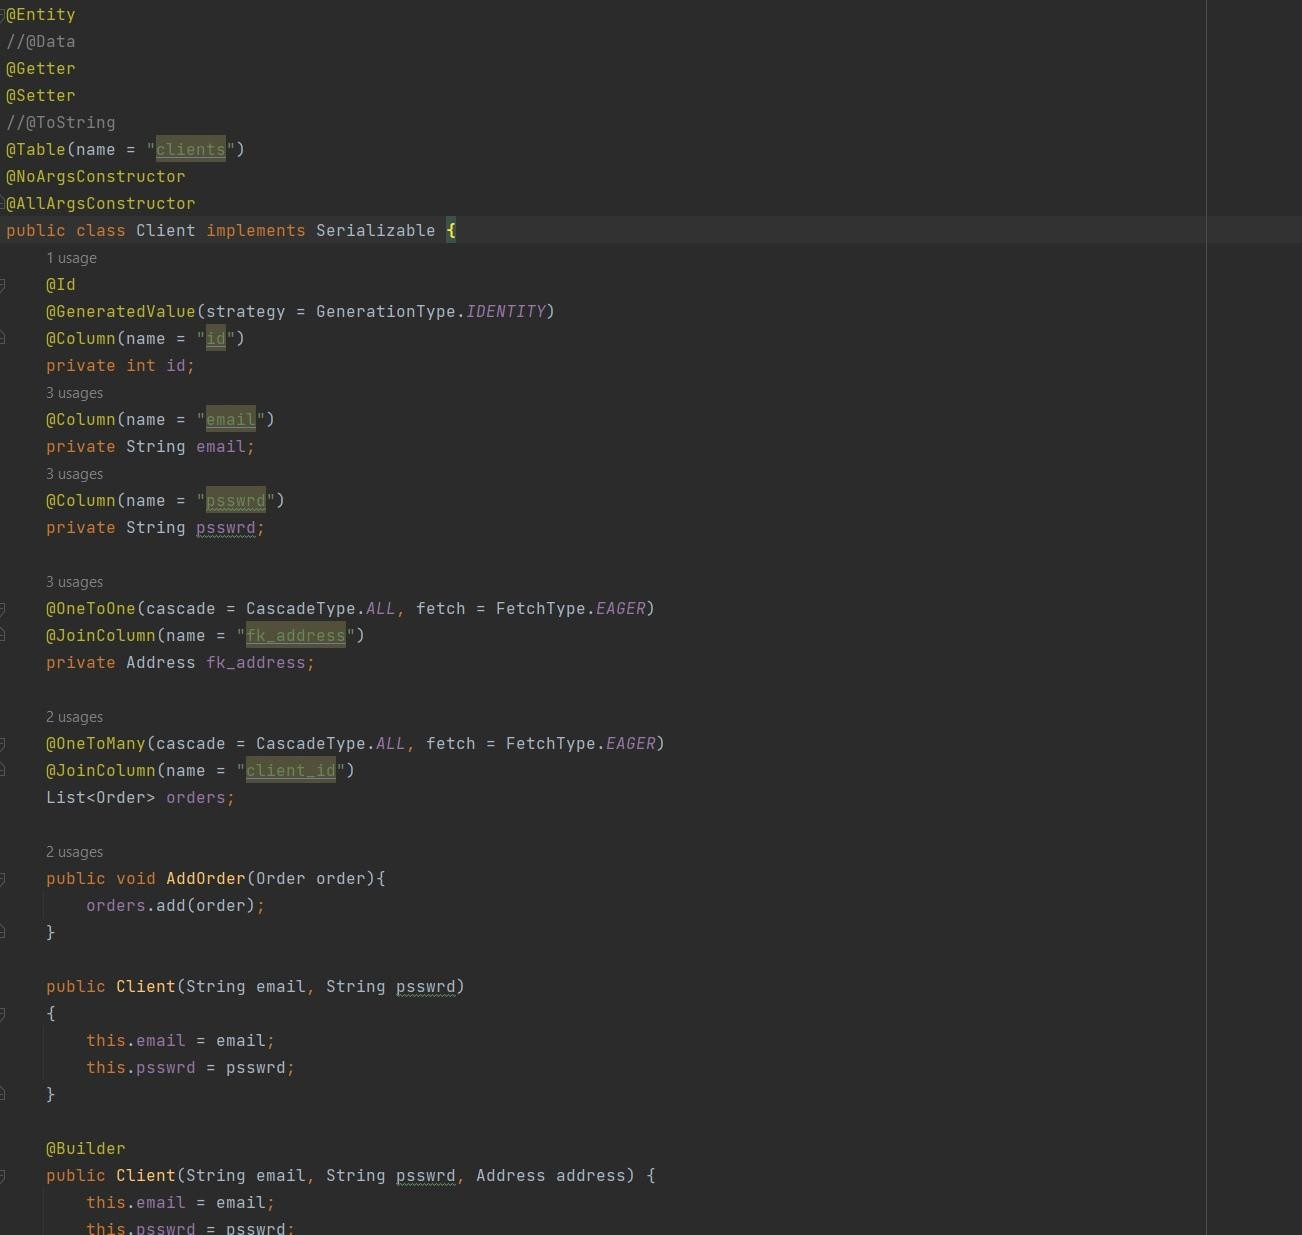 @Entity
//@Data
@Getter
@Setter
//@ToString
@Table(name = "clients")
@NoArgsConstructor
@AllArgsConstructor
public class Client implements Serializable {
1 usage
@Id
@GeneratedValue(strategy = GenerationType.IDENTITY)
@Column(name = "id")
private int id;
3 usages
@Column(name = "email")
private String email;
3 usages
@Column(name = "psswrd")
private String psswrd;
3 usages
@OneToOne(cascade = CascadeType.ALL, fetch = FetchType.EAGER)
@JoinColumn(name = "fk_address")
private Address fk_address;
2 usages
@OneToMany(cascade = CascadeType.ALL, fetch = FetchType.EAGER)
@JoinColumn(name = "client_id")
List<Order> orders;
2 usages
public void AddOrder(Order order){
orders.add(order);
}
public Client(String email, String psswrd)
{
this.email = email;
this.psswrd = psswrd;
}
@Builder
public Client(String email, String psswrd, Address address) {
this.email = email;
this.psswrd = psswrd;